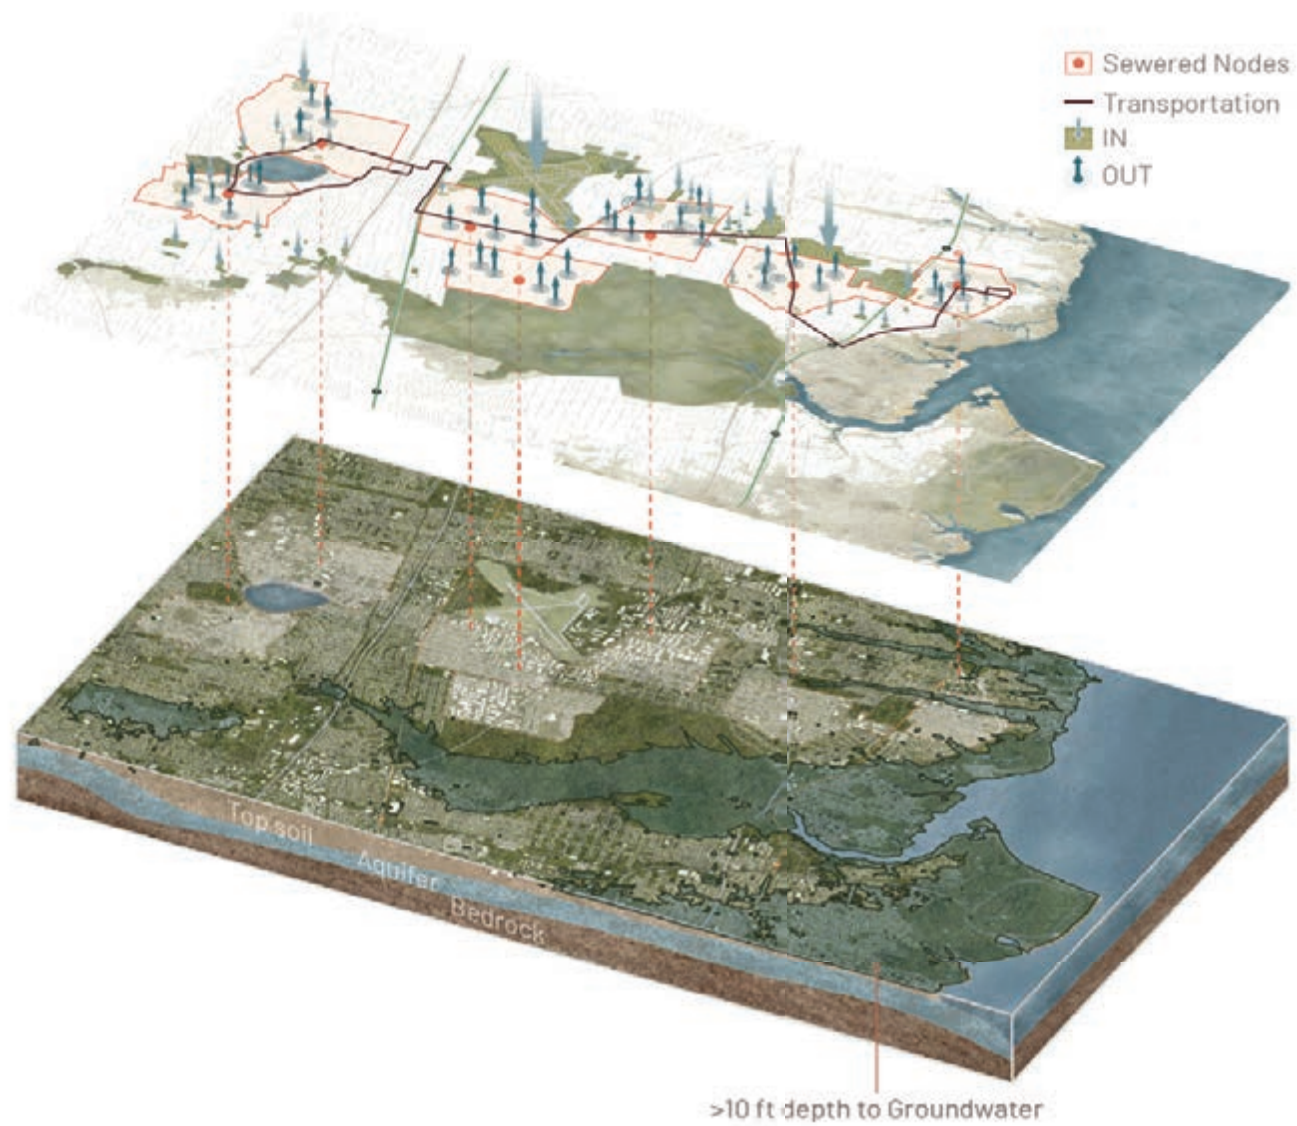 Sewered Nodes
Transportation
IN
OUT
Top soil
Aquifer
Bedrock
>10 ft depth to Groundwater